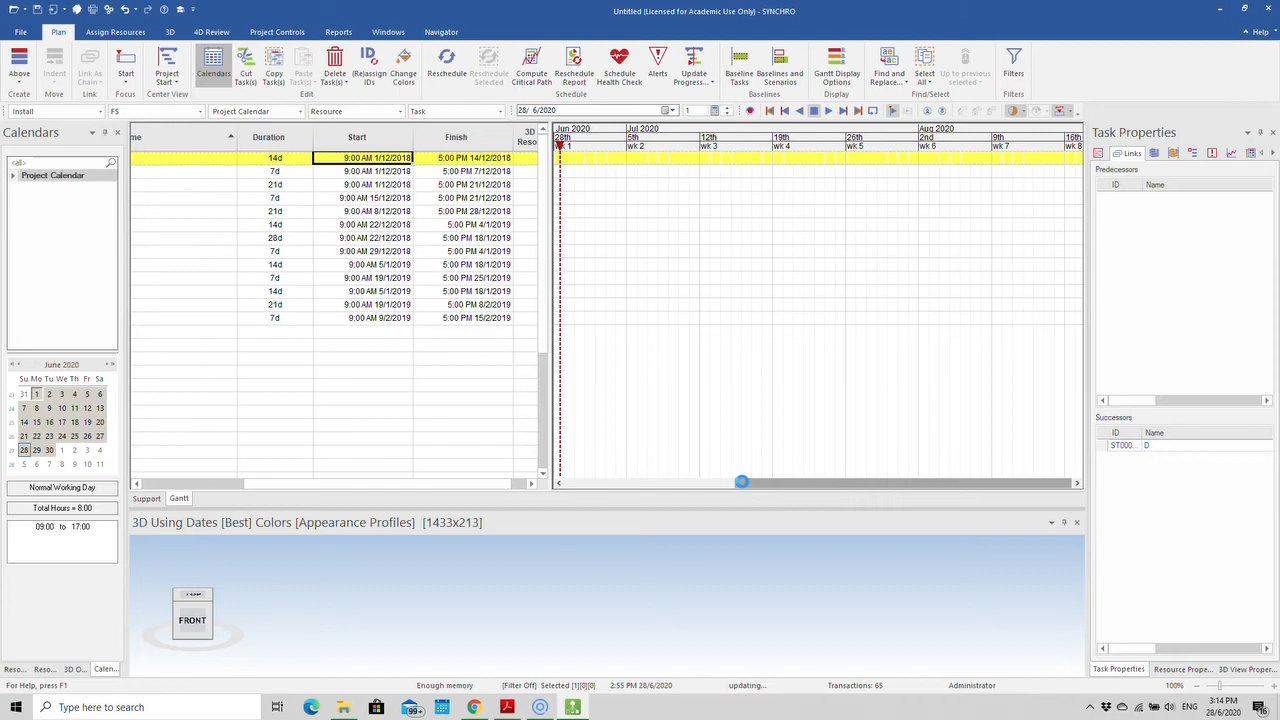 Untitled (Licensed for Academic Use Only) - SYNCHRO
File Plan Assign Resources 3D 4D Review Project Controls Reports Windows Navigator Help
Above Indent Link As Chain Start Project Start Calendars Cut Task(s) Copy Task(s) Paste Task(s) Delete Task(s) (Re)assign IDs Change Colors Reschedule Reschedule Selected Compute Critical Path Reschedule Report Schedule Health Check Alerts Update Progress... Baseline Tasks Baselines and Scenarios Gantt Display Options Find and Replace... Select All Up to previously selected Filters
Create Move Link Focus Center View Edit Schedule Baselines Display Find/Select Filters
Install FS Project Calendar Resource Task 28/ 6/2020 1
Calendars
Project Calendar
June 2020
Su Mo Tu We Th Fr Sa
23 31 1 2 3 4 5 6
24 7 8 9 10 11 12 13
25 14 15 16 17 18 19 20
26 21 22 23 24 25 26 27
27 28 29 30 1 2 3 4
28 5 6 7 8 9 10 11
Normal Working Day
Total Hours = 8:00
09:00 to 17:00
Reso... Reso... 3D O... Calen...
me Duration Start Finish 3D Reso
14d 9:00 AM 1/12/2018 5:00 PM 14/12/2018
7d 9:00 AM 1/12/2018 5:00 PM 7/12/2018
21d 9:00 AM 1/12/2018 5:00 PM 21/12/2018
7d 9:00 AM 15/12/2018 5:00 PM 21/12/2018
21d 9:00 AM 8/12/2018 5:00 PM 28/12/2018
14d 9:00 AM 22/12/2018 5:00 PM 4/1/2019
28d 9:00 AM 22/12/2018 5:00 PM 18/1/2019
7d 9:00 AM 29/12/2018 5:00 PM 4/1/2019
14d 9:00 AM 5/1/2019 5:00 PM 18/1/2019
7d 9:00 AM 19/1/2019 5:00 PM 25/1/2019
14d 9:00 AM 5/1/2019 5:00 PM 18/1/2019
21d 9:00 AM 19/1/2019 5:00 PM 8/2/2019
7d 9:00 AM 9/2/2019 5:00 PM 15/2/2019
Support Gantt
Jun 2020 Jul 2020 Aug 2020
28th 5th 12th 19th 26th 2nd 9th 16th
wk 1 wk 2 wk 3 wk 4 wk 5 wk 6 wk 7 wk 8
3D Using Dates [Best] Colors [Appearance Profiles] [1433x213]
FRONT
Task Properties
Links
Predecessors
ID Name
Successors
ID Name
ST000... D
Task Properties Resource Prope... 3D View Proper...
For Help, press F1 Enough memory [Filter Off] Selected [1][0][0] 2:55 PM 28/6/2020 updating... Transactions: 65 Administrator 100%
Type here to search 99+ ENG 3:14 PM
28/6/2020 16